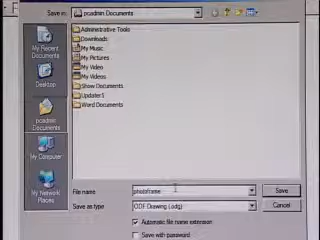 Save in:
pcadmin Documents
Administrative Tools
Downloads
My Music
My Pictures
My Video
My Videos
Show Documents
Updater5
Word Documents
My Recent
Documents
Desktop
pcadmin
Documents
My Computer
My Network
Places
File name:
photoframe
Save
Save as type:
ODF Drawing (.odg)
Cancel
Automatic file name extension
Save with password